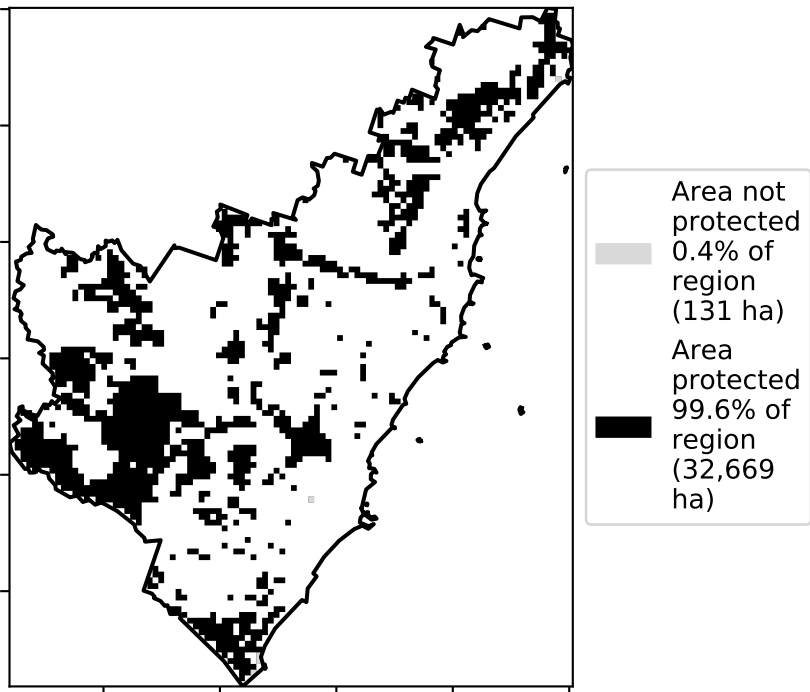 Area not
protected
0.4% of
region
(131 ha)
Area
protected
99.6% of
region
(32,669
ha)